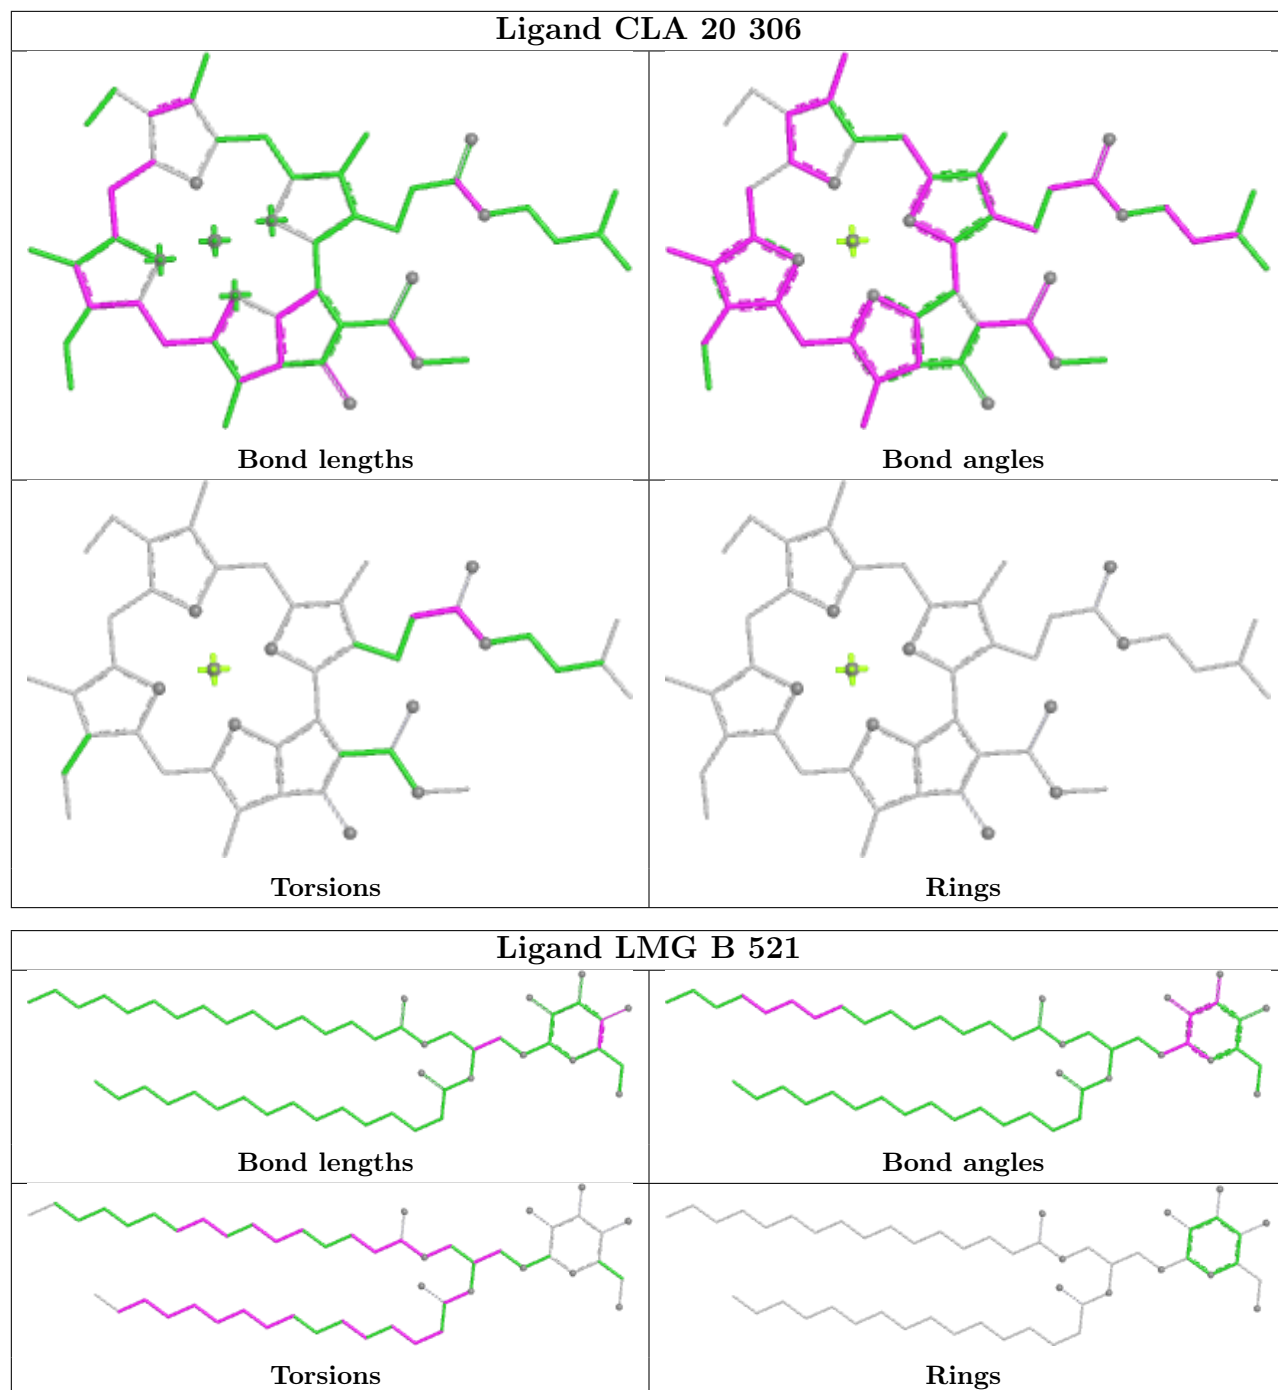 Ligand CLA 20 306
Bond lengths
Bond angles
Torsions
Rings
Ligand LMG B 521
Bond lengths
Bond angles
Torsions
Rings